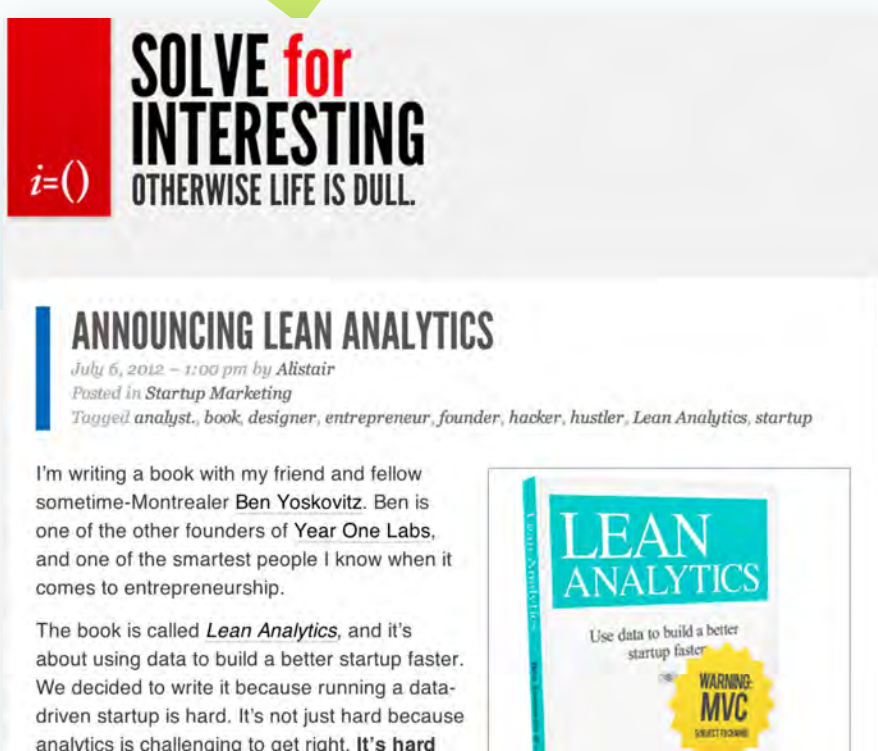 SOLVE for
INTERESTING
OTHERWISE LIFE IS DULL.
i=()
ANNOUNCING LEAN ANALYTICS
July 6, 2012 – 1:00 pm by Alistair
Posted in Startup Marketing
Tagged analyst., book, designer, entrepreneur, founder, hacker, hustler, Lean Analytics, startup
I'm writing a book with my friend and fellow
sometime-Montrealer Ben Yoskovitz. Ben is
one of the other founders of Year One Labs,
and one of the smartest people I know when it
comes to entrepreneurship.
The book is called Lean Analytics, and it's
about using data to build a better startup faster.
We decided to write it because running a data-
driven startup is hard. It's not just hard because
analytics is challenging to get right. It's hard
Lean Analytics
LEAN
ANALYTICS
Use data to build a better
startup faster
WARNING:
MVC
SUBJECT TO CHANGE